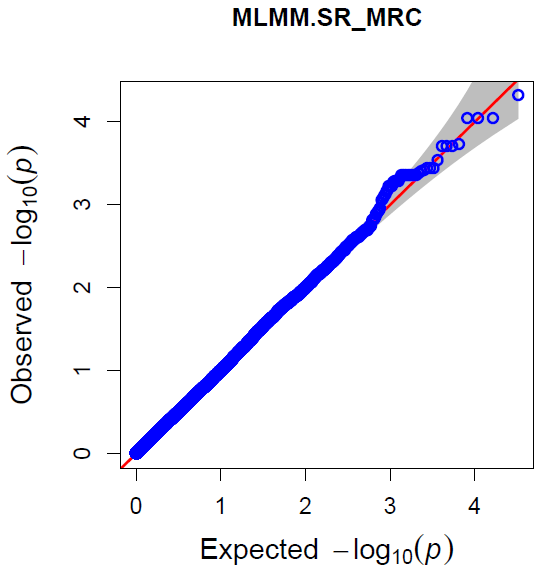 MLMM.SR_MRC
Observed −log10(p)
4
3
2
1
0
0 1 2 3 4
Expected −log10(p)